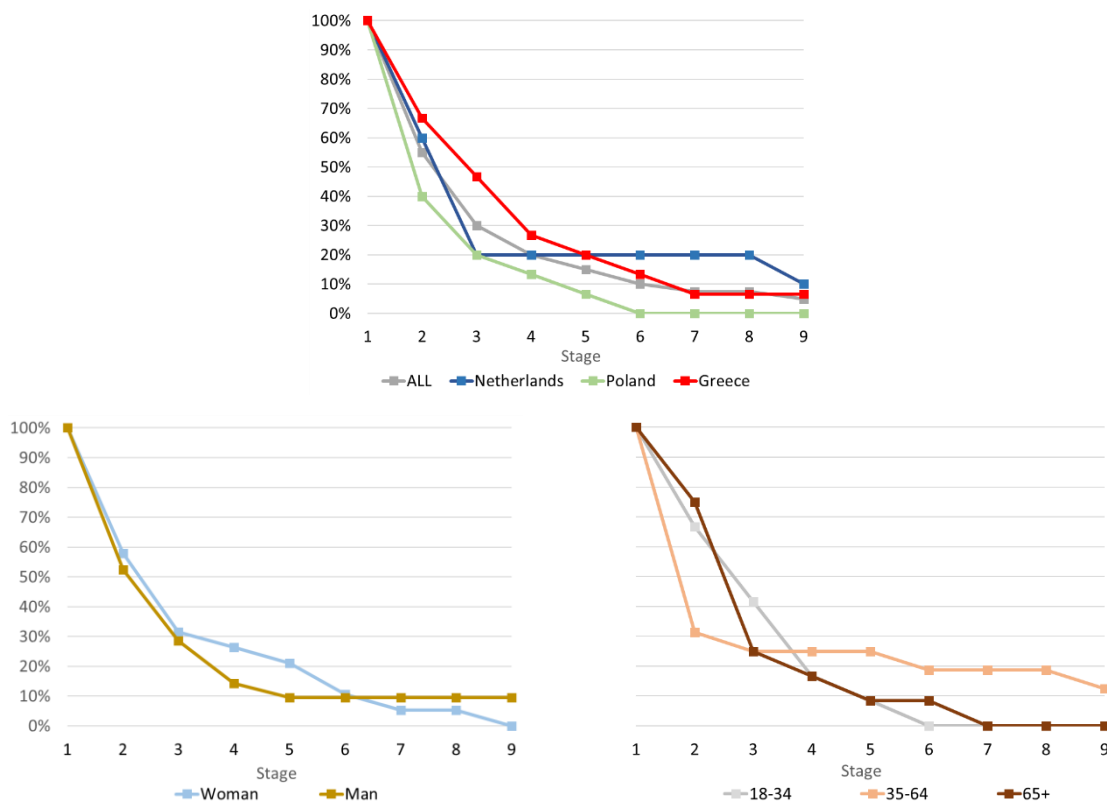 100%
90%
80%
70%
60%
50%
40%
30%
20%
10%
0%
1 2 3 4 5 6 7 8 9
Stage
ALL Netherlands Poland Greece
100%
90%
80%
70%
60%
50%
40%
30%
20%
10%
0%
1 2 3 4 5 6 7 8 9
Stage
Woman Man
1 2 3 4 5 6 7 8 9
Stage
18-34 35-64 65+